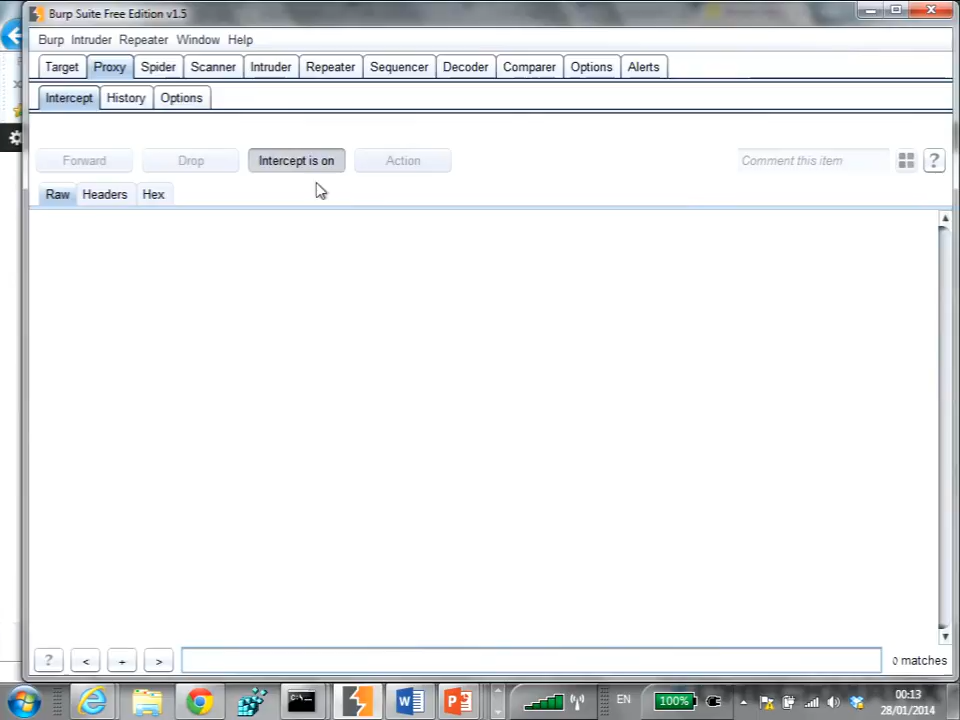 Burp Suite Free Edition v1.5
Burp Intruder Repeater Window Help
Target Proxy Spider Scanner Intruder Repeater Sequencer Decoder Comparer Options Alerts
Intercept History Options
Forward Drop Intercept is on Action Comment this item ?
Raw Headers Hex
? < + > 0 matches
EN 100% 00:13
28/01/2014